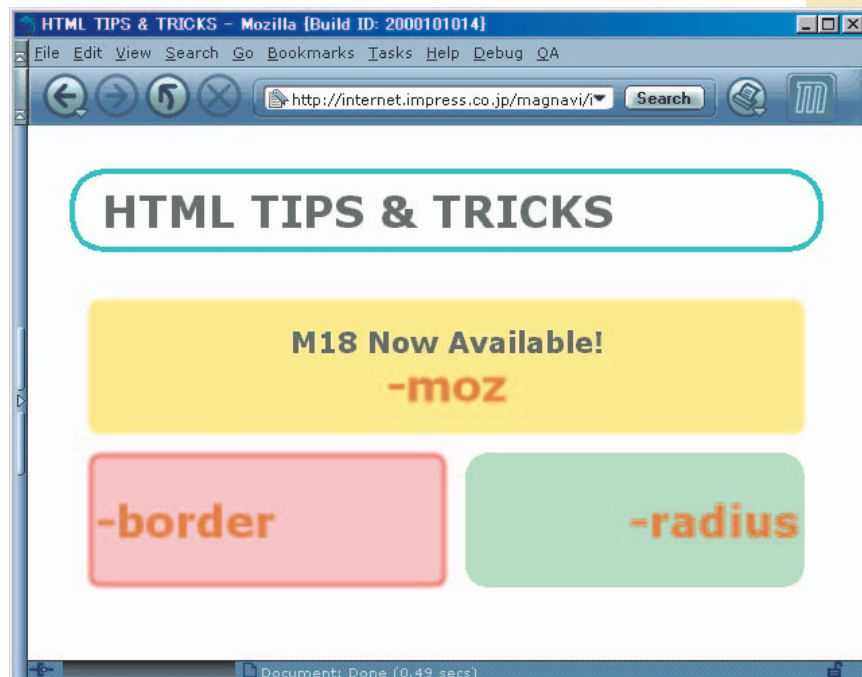 HTML TIPS & TRICKS - Mozilla {Build ID: 2000101014}
File Edit View Search Go Bookmarks Tasks Help Debug QA
http://internet.impress.co.jp/magnavi/i Search
HTML TIPS & TRICKS
M18 Now Available!
-moz
-border -radius
Document: Done (0.49 secs)